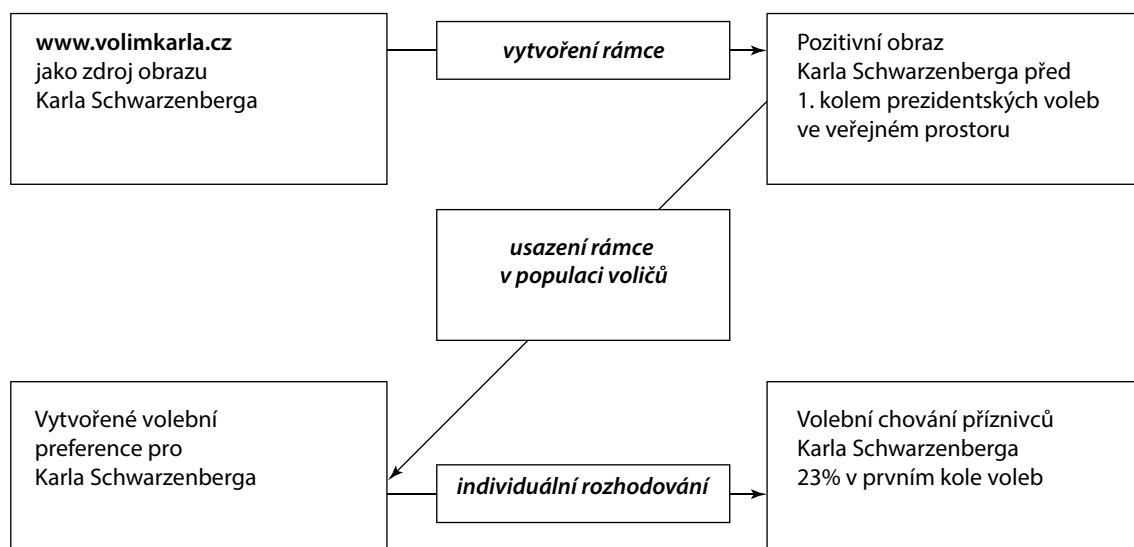 www.volimkarla.cz
jako zdroj obrazu
Karla Schwarzenberga
vytvoření rámce
Pozitivní obraz
Karla Schwarzenberga před
1. kolem prezidentských voleb
ve veřejném prostoru
usazení rámce
v populaci voličů
Vytvořené volební
preference pro
Karla Schwarzenberga
individuální rozhodování
Volební chování příznivců
Karla Schwarzenberga
23% v prvním kole voleb